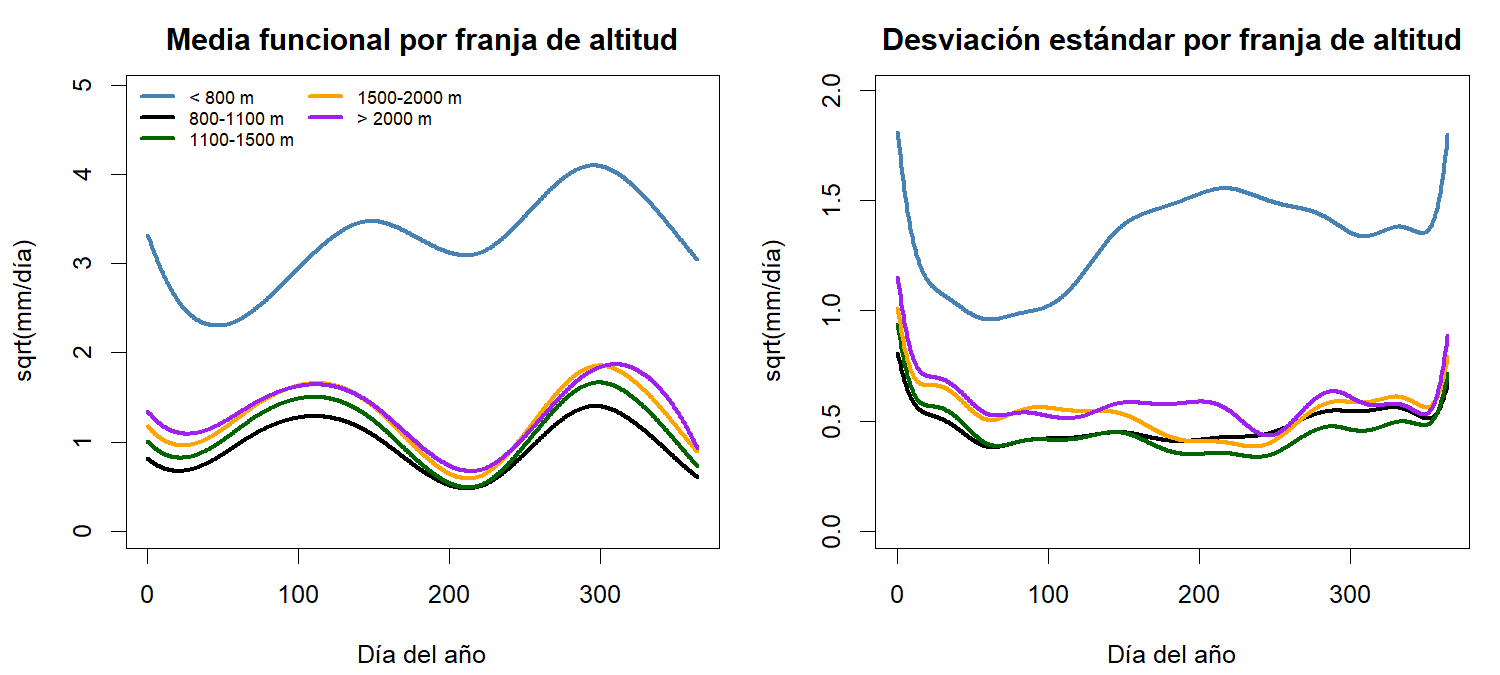 Media funcional por franja de altitud
sqrt(mm/día)
5
4
3
2
1
0
< 800 m
800-1100 m
1100-1500 m
1500-2000 m
> 2000 m
0 100 200 300
Día del año
Desviación estándar por franja de altitud
sqrt(mm/día)
2.0
1.5
1.0
0.5
0.0
0 100 200 300
Día del año